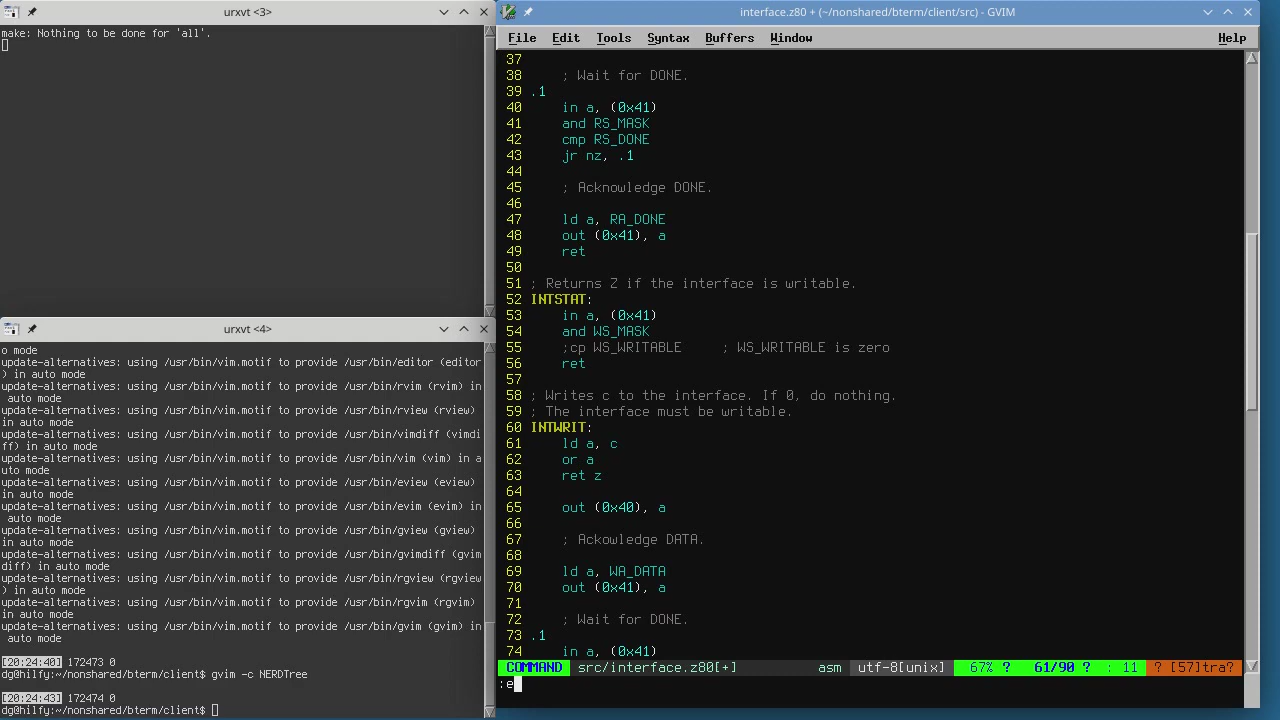 urxvt <3>
make: Nothing to be done for 'all'.
urxvt <4>
o mode
update-alternatives: using /usr/bin/vim.motif to provide /usr/bin/editor (editor
) in auto mode
update-alternatives: using /usr/bin/vim.motif to provide /usr/bin/rvim (rvim) in
 auto mode
update-alternatives: using /usr/bin/vim.motif to provide /usr/bin/rview (rview)
in auto mode
update-alternatives: using /usr/bin/vim.motif to provide /usr/bin/vimdiff (vimdi
ff) in auto mode
update-alternatives: using /usr/bin/vim.motif to provide /usr/bin/vim (vim) in a
uto mode
update-alternatives: using /usr/bin/vim.motif to provide /usr/bin/eview (eview)
in auto mode
update-alternatives: using /usr/bin/vim.motif to provide /usr/bin/evim (evim) in
 auto mode
update-alternatives: using /usr/bin/vim.motif to provide /usr/bin/gview (gview)
in auto mode
update-alternatives: using /usr/bin/vim.motif to provide /usr/bin/gvimdiff (gvim
diff) in auto mode
update-alternatives: using /usr/bin/vim.motif to provide /usr/bin/rgview (rgview
) in auto mode
update-alternatives: using /usr/bin/vim.motif to provide /usr/bin/rgvim (rgvim)
in auto mode
update-alternatives: using /usr/bin/vim.motif to provide /usr/bin/gvim (gvim) in
 auto mode
[20:24:40] 172473 0
dg@hilfy:~/nonshared/bterm/client$ gvim -c NERDTree
[20:24:43] 172474 0
dg@hilfy:~/nonshared/bterm/client$
interface.z80 + (~/nonshared/bterm/client/src) - GVIM
File Edit Tools Syntax Buffers Window Help
37
38     ; Wait for DONE.
39 .1
40     in a, (0x41)
41     and RS_MASK
42     cmp RS_DONE
43     jr nz, .1
44
45     ; Acknowledge DONE.
46
47     ld a, RA_DONE
48     out (0x41), a
49     ret
50
51 ; Returns Z if the interface is writable.
52 INTSTAT:
53     in a, (0x41)
54     and WS_MASK
55     ;cp WS_WRITABLE     ; WS_WRITABLE is zero
56     ret
57
58 ; Writes c to the interface. If 0, do nothing.
59 ; The interface must be writable.
60 INTWRIT:
61     ld a, c
62     or a
63     ret z
64
65     out (0x40), a
66
67     ; Ackowledge DATA.
68
69     ld a, WA_DATA
70     out (0x41), a
71
72     ; Wait for DONE.
73 .1
74     in a, (0x41)
COMMAND src/interface.z80[+] asm utf-8[unix] 67% ? 61/90 ? : 11 ? [57]tra?
:e